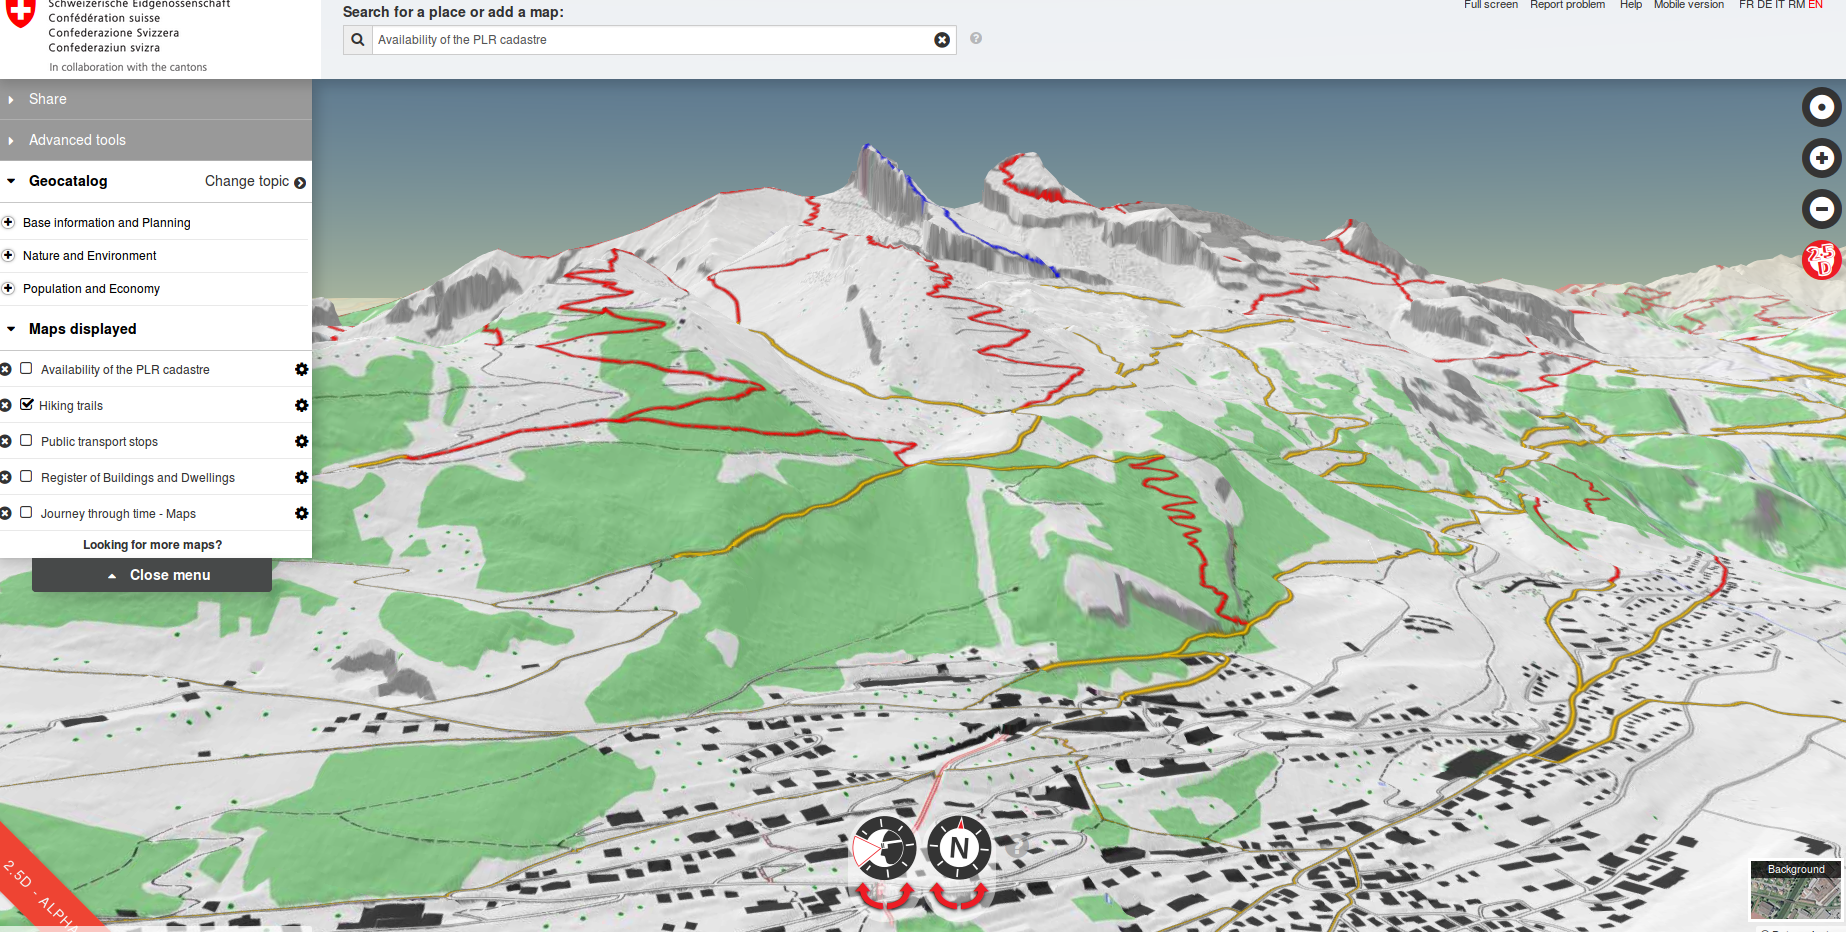 Schweizerische Eidgenossenschaft
Confédération suisse
Confederazione Svizzera
Confederaziun svizra
In collaboration with the cantons
Search for a place or add a map:
Availability of the PLR cadastre
Full screen Report problem Help Mobile version FR DE IT RM EN
Share
Advanced tools
Geocatalog Change topic
Base information and Planning
Nature and Environment
Population and Economy
Maps displayed
Availability of the PLR cadastre
Hiking trails
Public transport stops
Register of Buildings and Dwellings
Journey through time - Maps
Looking for more maps?
Close menu
2.5D
N
?
2.5D - ALPHA
Background